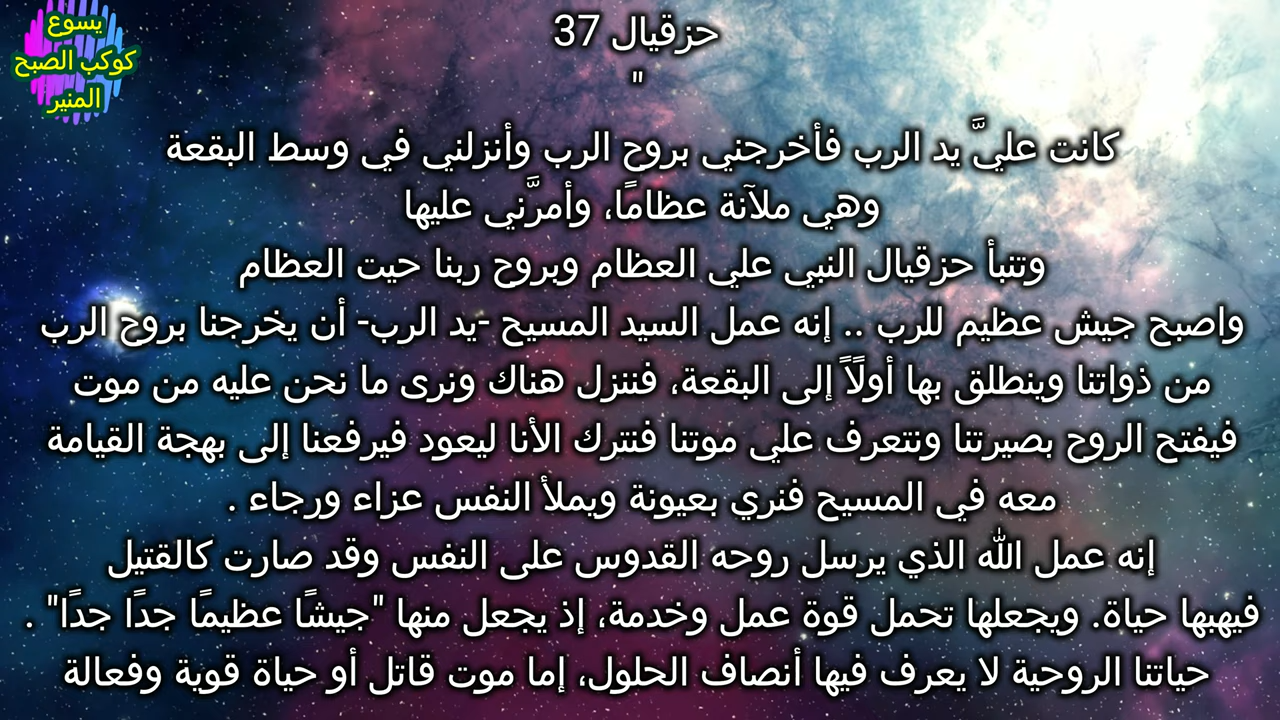 يسوع
كوكب الصبح
المنير
حزقيال 37
"
كانت عليَّ يد الرب فأخرجني بروح الرب وأنزلني في وسط البقعة
وهي ملآنة عظامًا، وأمرَّني عليها
وتنبأ حزقيال النبي علي العظام وبروح ربنا حيت العظام
واصبح جيش عظيم للرب .. إنه عمل السيد المسيح -يد الرب- أن يخرجنا بروح الرب
من ذواتنا وينطلق بها أولًاً إلى البقعة، فننزل هناك ونرى ما نحن عليه من موت
فيفتح الروح بصيرتنا ونتعرف علي موتنا فنترك الأنا ليعود فيرفعنا إلى بهجة القيامة
معه في المسيح فنري بعيونة ويملأ النفس عزاء ورجاء .
إنه عمل الله الذي يرسل روحه القدوس على النفس وقد صارت كالقتيل
فيهبها حياة. ويجعلها تحمل قوة عمل وخدمة، إذ يجعل منها "جيشًا عظيمًا جدًا جدًا" .
حياتنا الروحية لا يعرف فيها أنصاف الحلول، إما موت قاتل أو حياة قوية وفعالة